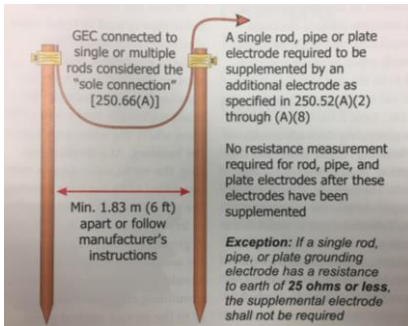 GEC connected to
single or multiple
rods considered the
"sole connection"
[250.66(A)]
Min. 1.83 m (6 ft)
apart or follow
manufacturer's
instructions
A single rod, pipe or plate
electrode required to be
supplemented by an
additional electrode as
specified in 250.52(A)(2)
through (A)(8)
No resistance measurement
required for rod, pipe, and
plate electrodes after these
electrodes have been
supplemented
Exception: If a single rod,
pipe, or plate grounding
electrode has a resistance
to earth of 25 ohms or less,
the supplemental electrode
shall not be required